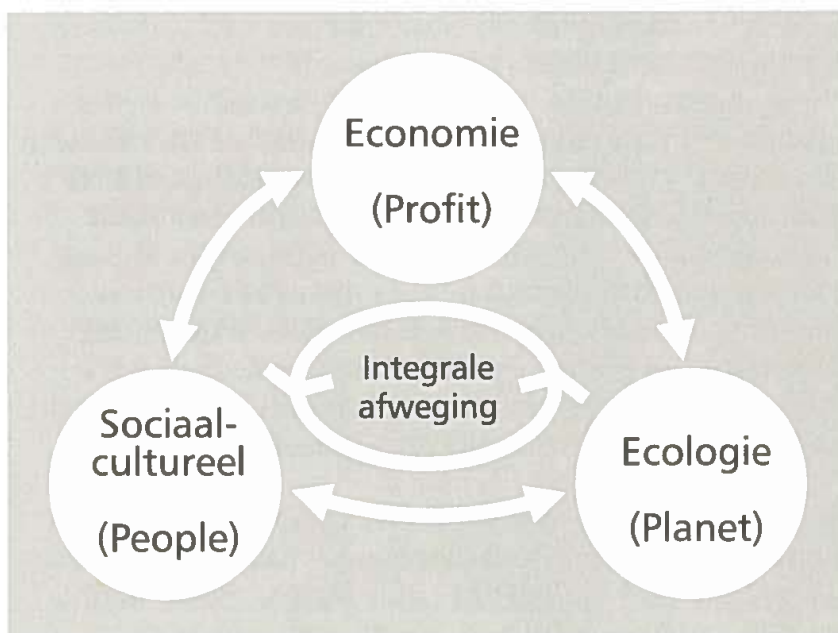 Economie
(Profit)
Integrale
afweging
Sociaal-
cultureel
(People)
Ecologie
(Planet)